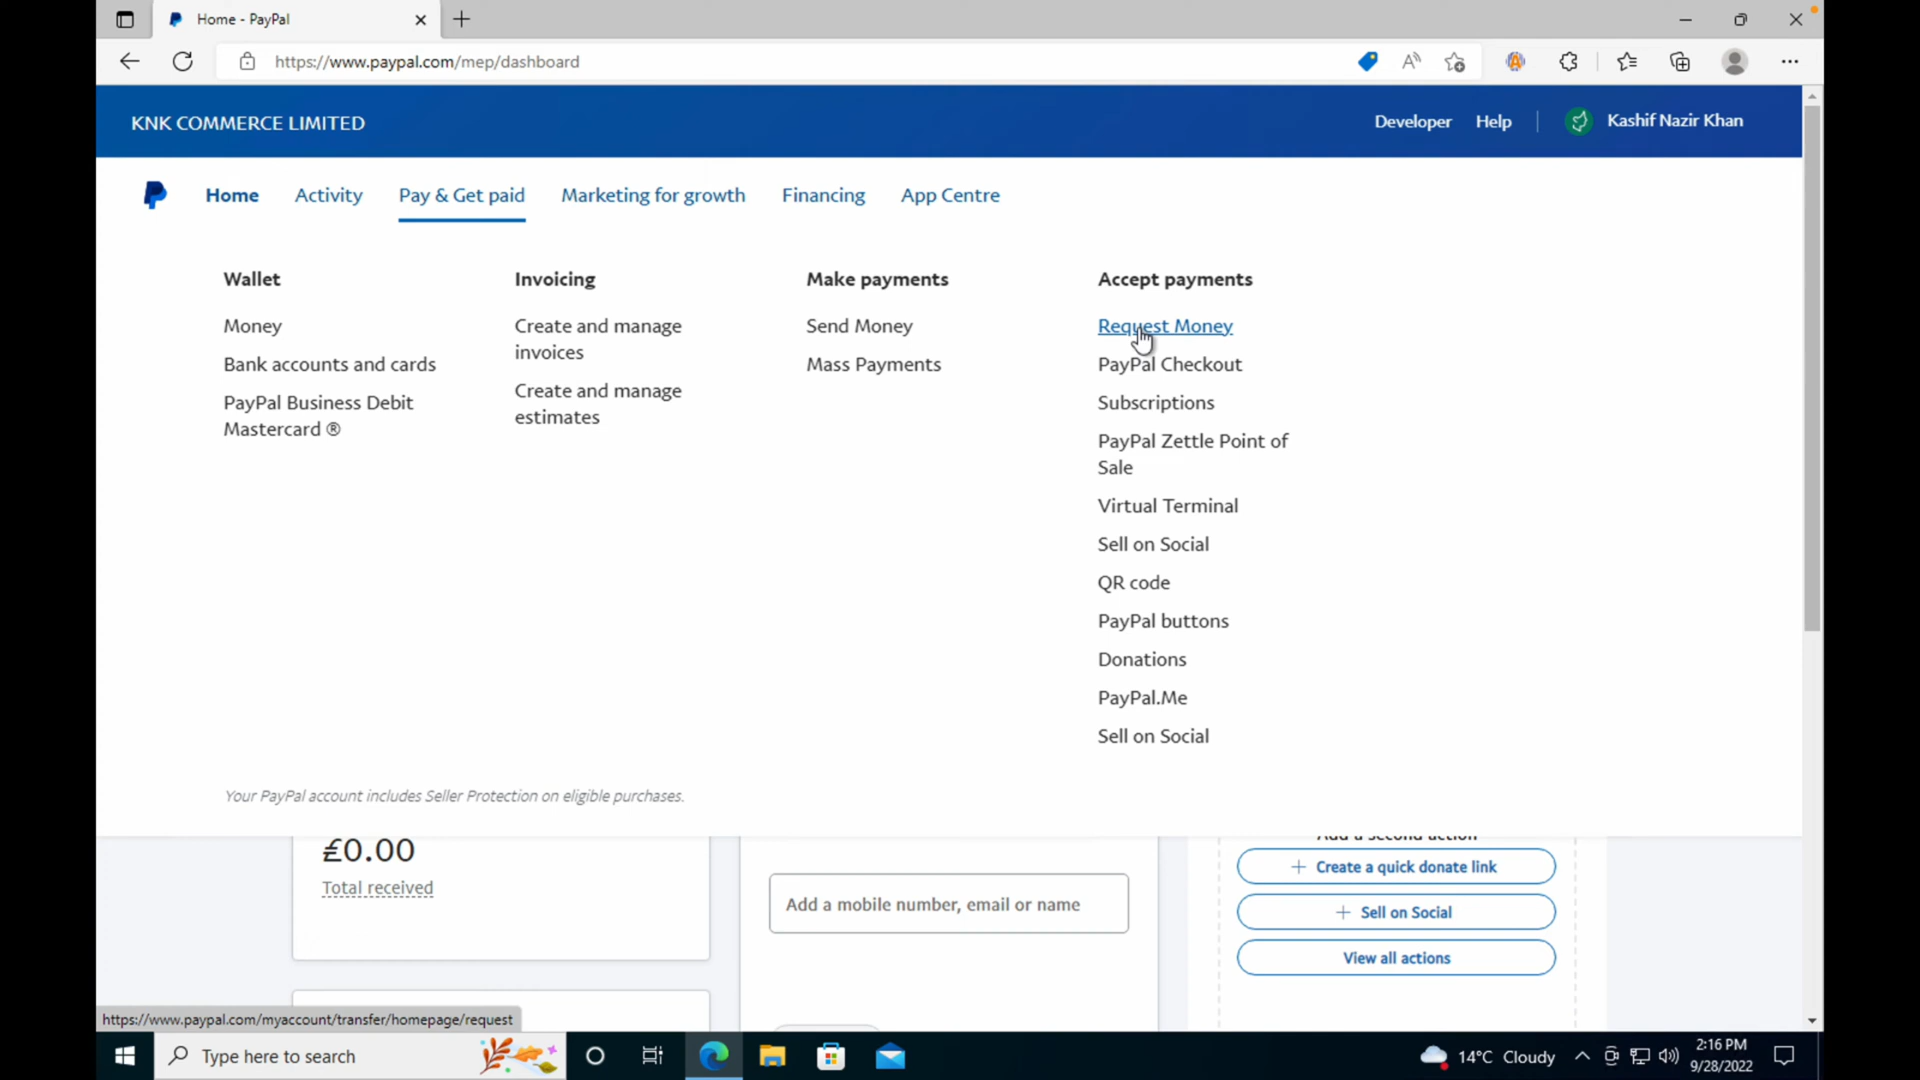 Home - PayPal
https://www.paypal.com/mep/dashboard
KNK COMMERCE LIMITED
Developer
Help
Kashif Nazir Khan
Home
Activity
Pay & Get paid
Marketing for growth
Financing
App Centre
Wallet
Money
Bank accounts and cards
PayPal Business Debit
Mastercard ®
Invoicing
Create and manage
invoices
Create and manage
estimates
Make payments
Send Money
Mass Payments
Accept payments
Request Money
PayPal Checkout
Subscriptions
PayPal Zettle Point of
Sale
Virtual Terminal
Sell on Social
QR code
PayPal buttons
Donations
PayPal.Me
Sell on Social
Your PayPal account includes Seller Protection on eligible purchases.
£0.00
Total received
Add a mobile number, email or name
Add a second action
Create a quick donate link
Sell on Social
View all actions
https://www.paypal.com/myaccount/transfer/homepage/request
Type here to search
14°C Cloudy
2:16 PM
9/28/2022